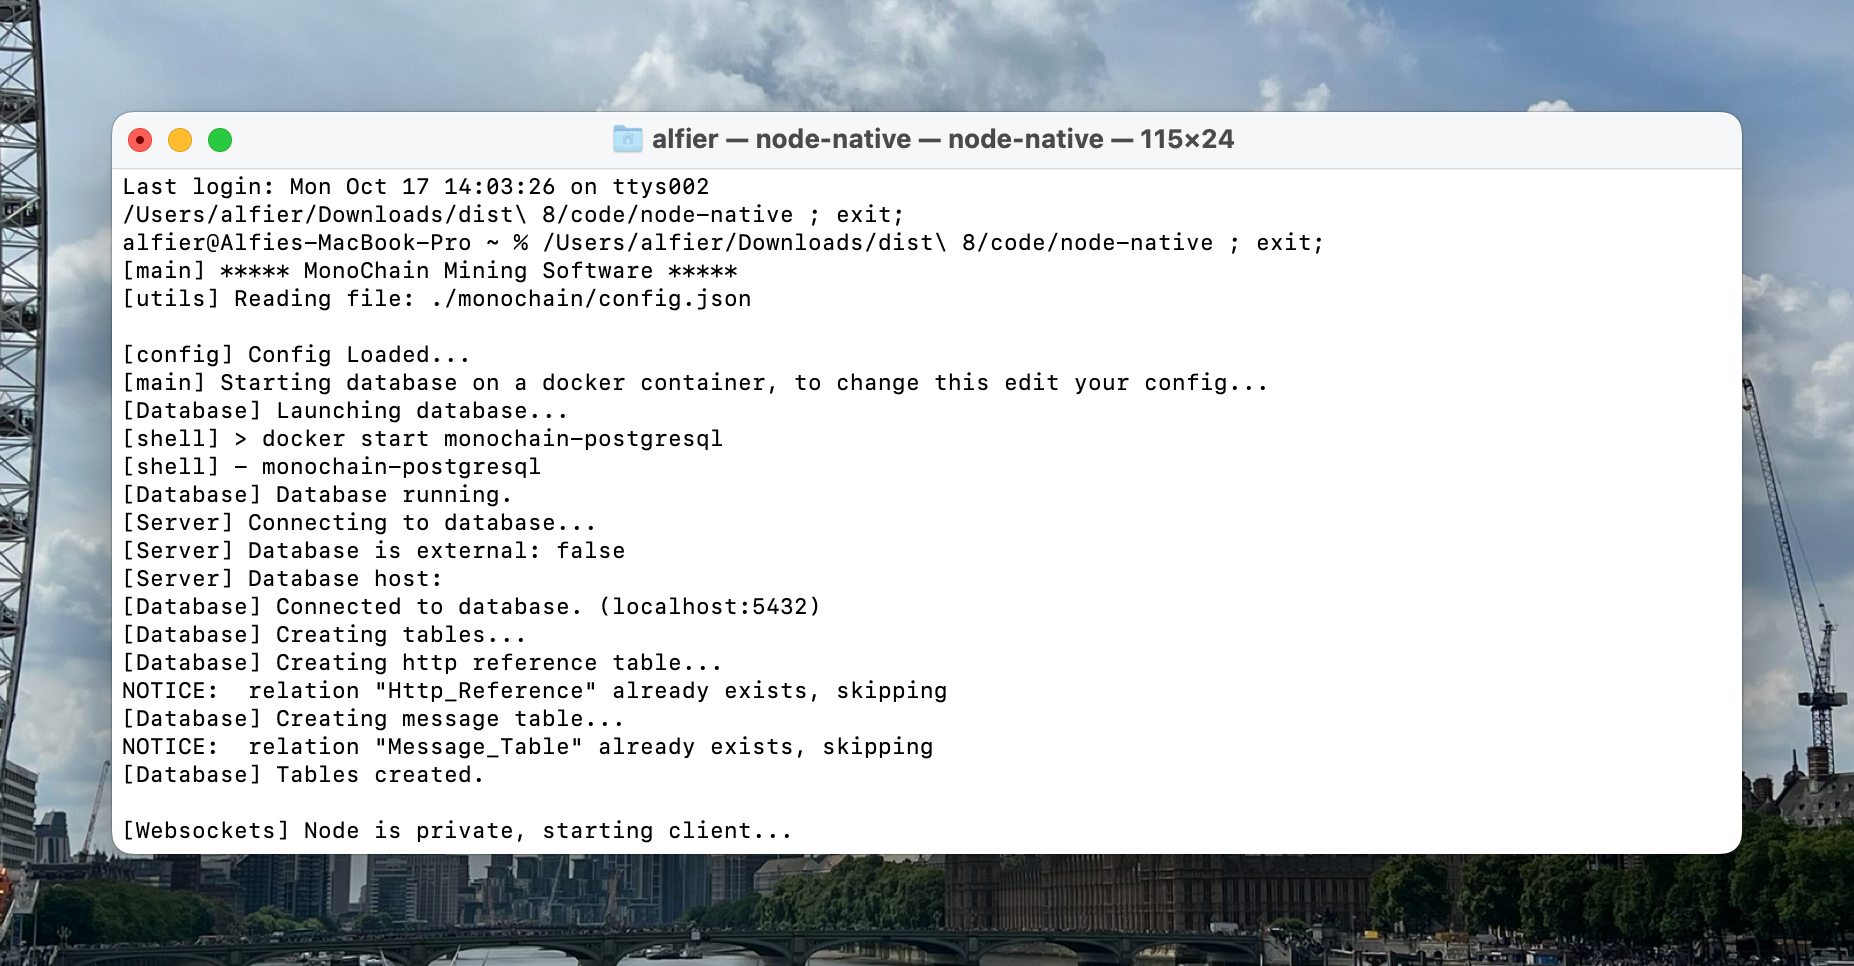 alfier — node-native — node-native — 115×24
Last login: Mon Oct 17 14:03:26 on ttys002
/Users/alfier/Downloads/dist\ 8/code/node-native ; exit;
alfier@Alfies-MacBook-Pro ~ % /Users/alfier/Downloads/dist\ 8/code/node-native ; exit;
[main] ***** MonoChain Mining Software *****
[utils] Reading file: ./monochain/config.json
[config] Config Loaded...
[main] Starting database on a docker container, to change this edit your config...
[Database] Launching database...
[shell] > docker start monochain-postgresql
[shell] - monochain-postgresql
[Database] Database running.
[Server] Connecting to database...
[Server] Database is external: false
[Server] Database host:
[Database] Connected to database. (localhost:5432)
[Database] Creating tables...
[Database] Creating http reference table...
NOTICE:  relation "Http_Reference" already exists, skipping
[Database] Creating message table...
NOTICE:  relation "Message_Table" already exists, skipping
[Database] Tables created.
[Websockets] Node is private, starting client...